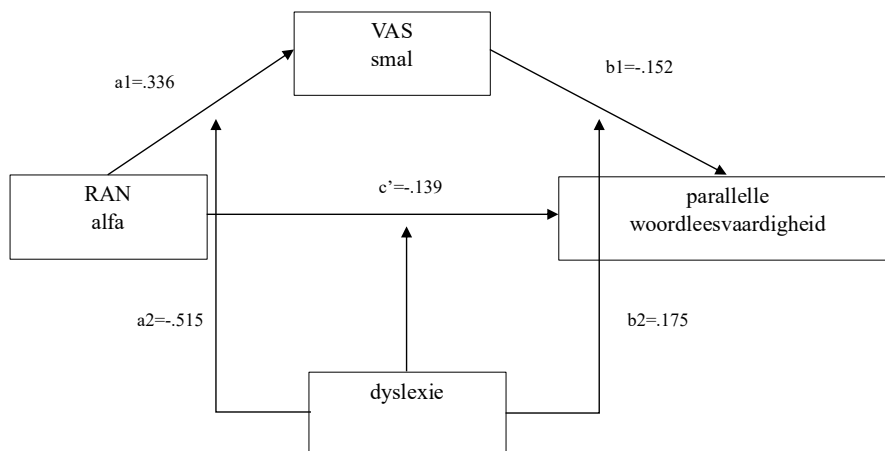 VAS
smal
a1=.336
b1=-.152
RAN
alfa
c’=-.139
parallelle
woordleesvaardigheid
a2=-.515
b2=.175
dyslexie